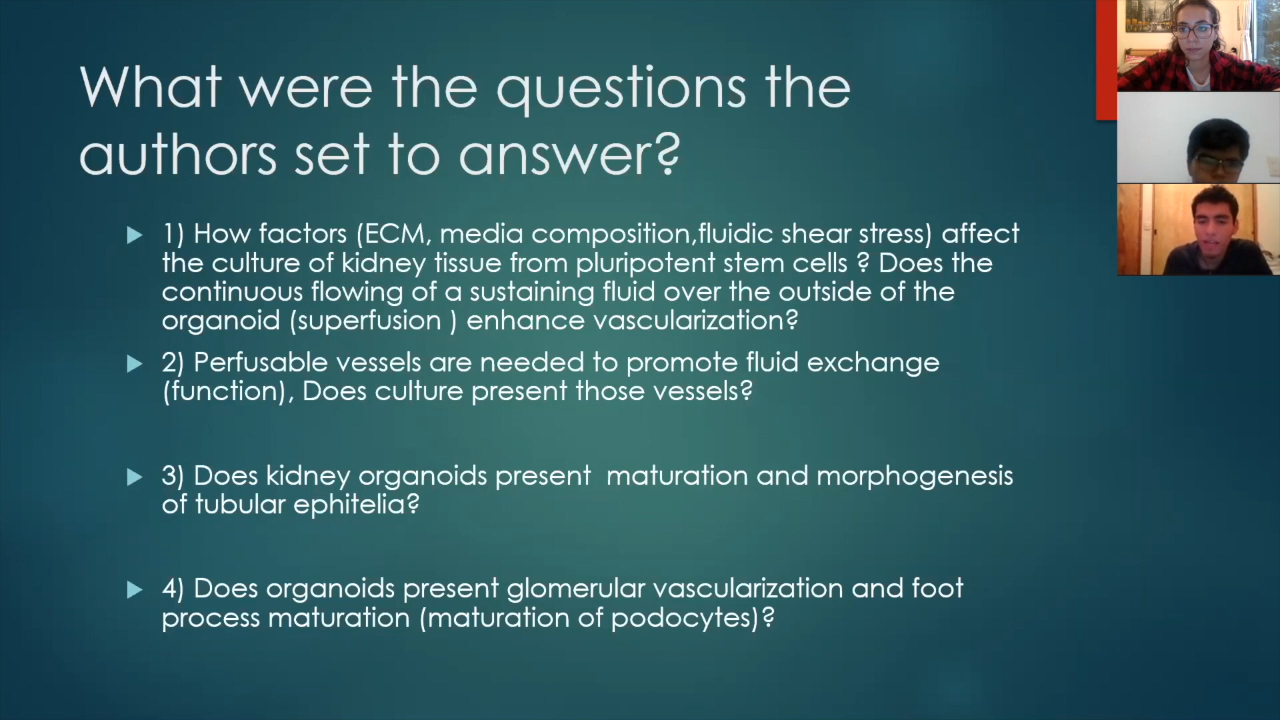 What were the questions the
authors set to answer?
1) How factors (ECM, media composition,fluidic shear stress) affect
the culture of kidney tissue from pluripotent stem cells ? Does the
continuous flowing of a sustaining fluid over the outside of the
organoid (superfusion ) enhance vascularization?
2) Perfusable vessels are needed to promote fluid exchange
(function), Does culture present those vessels?
3) Does kidney organoids present  maturation and morphogenesis
of tubular ephitelia?
4) Does organoids present glomerular vascularization and foot
process maturation (maturation of podocytes)?